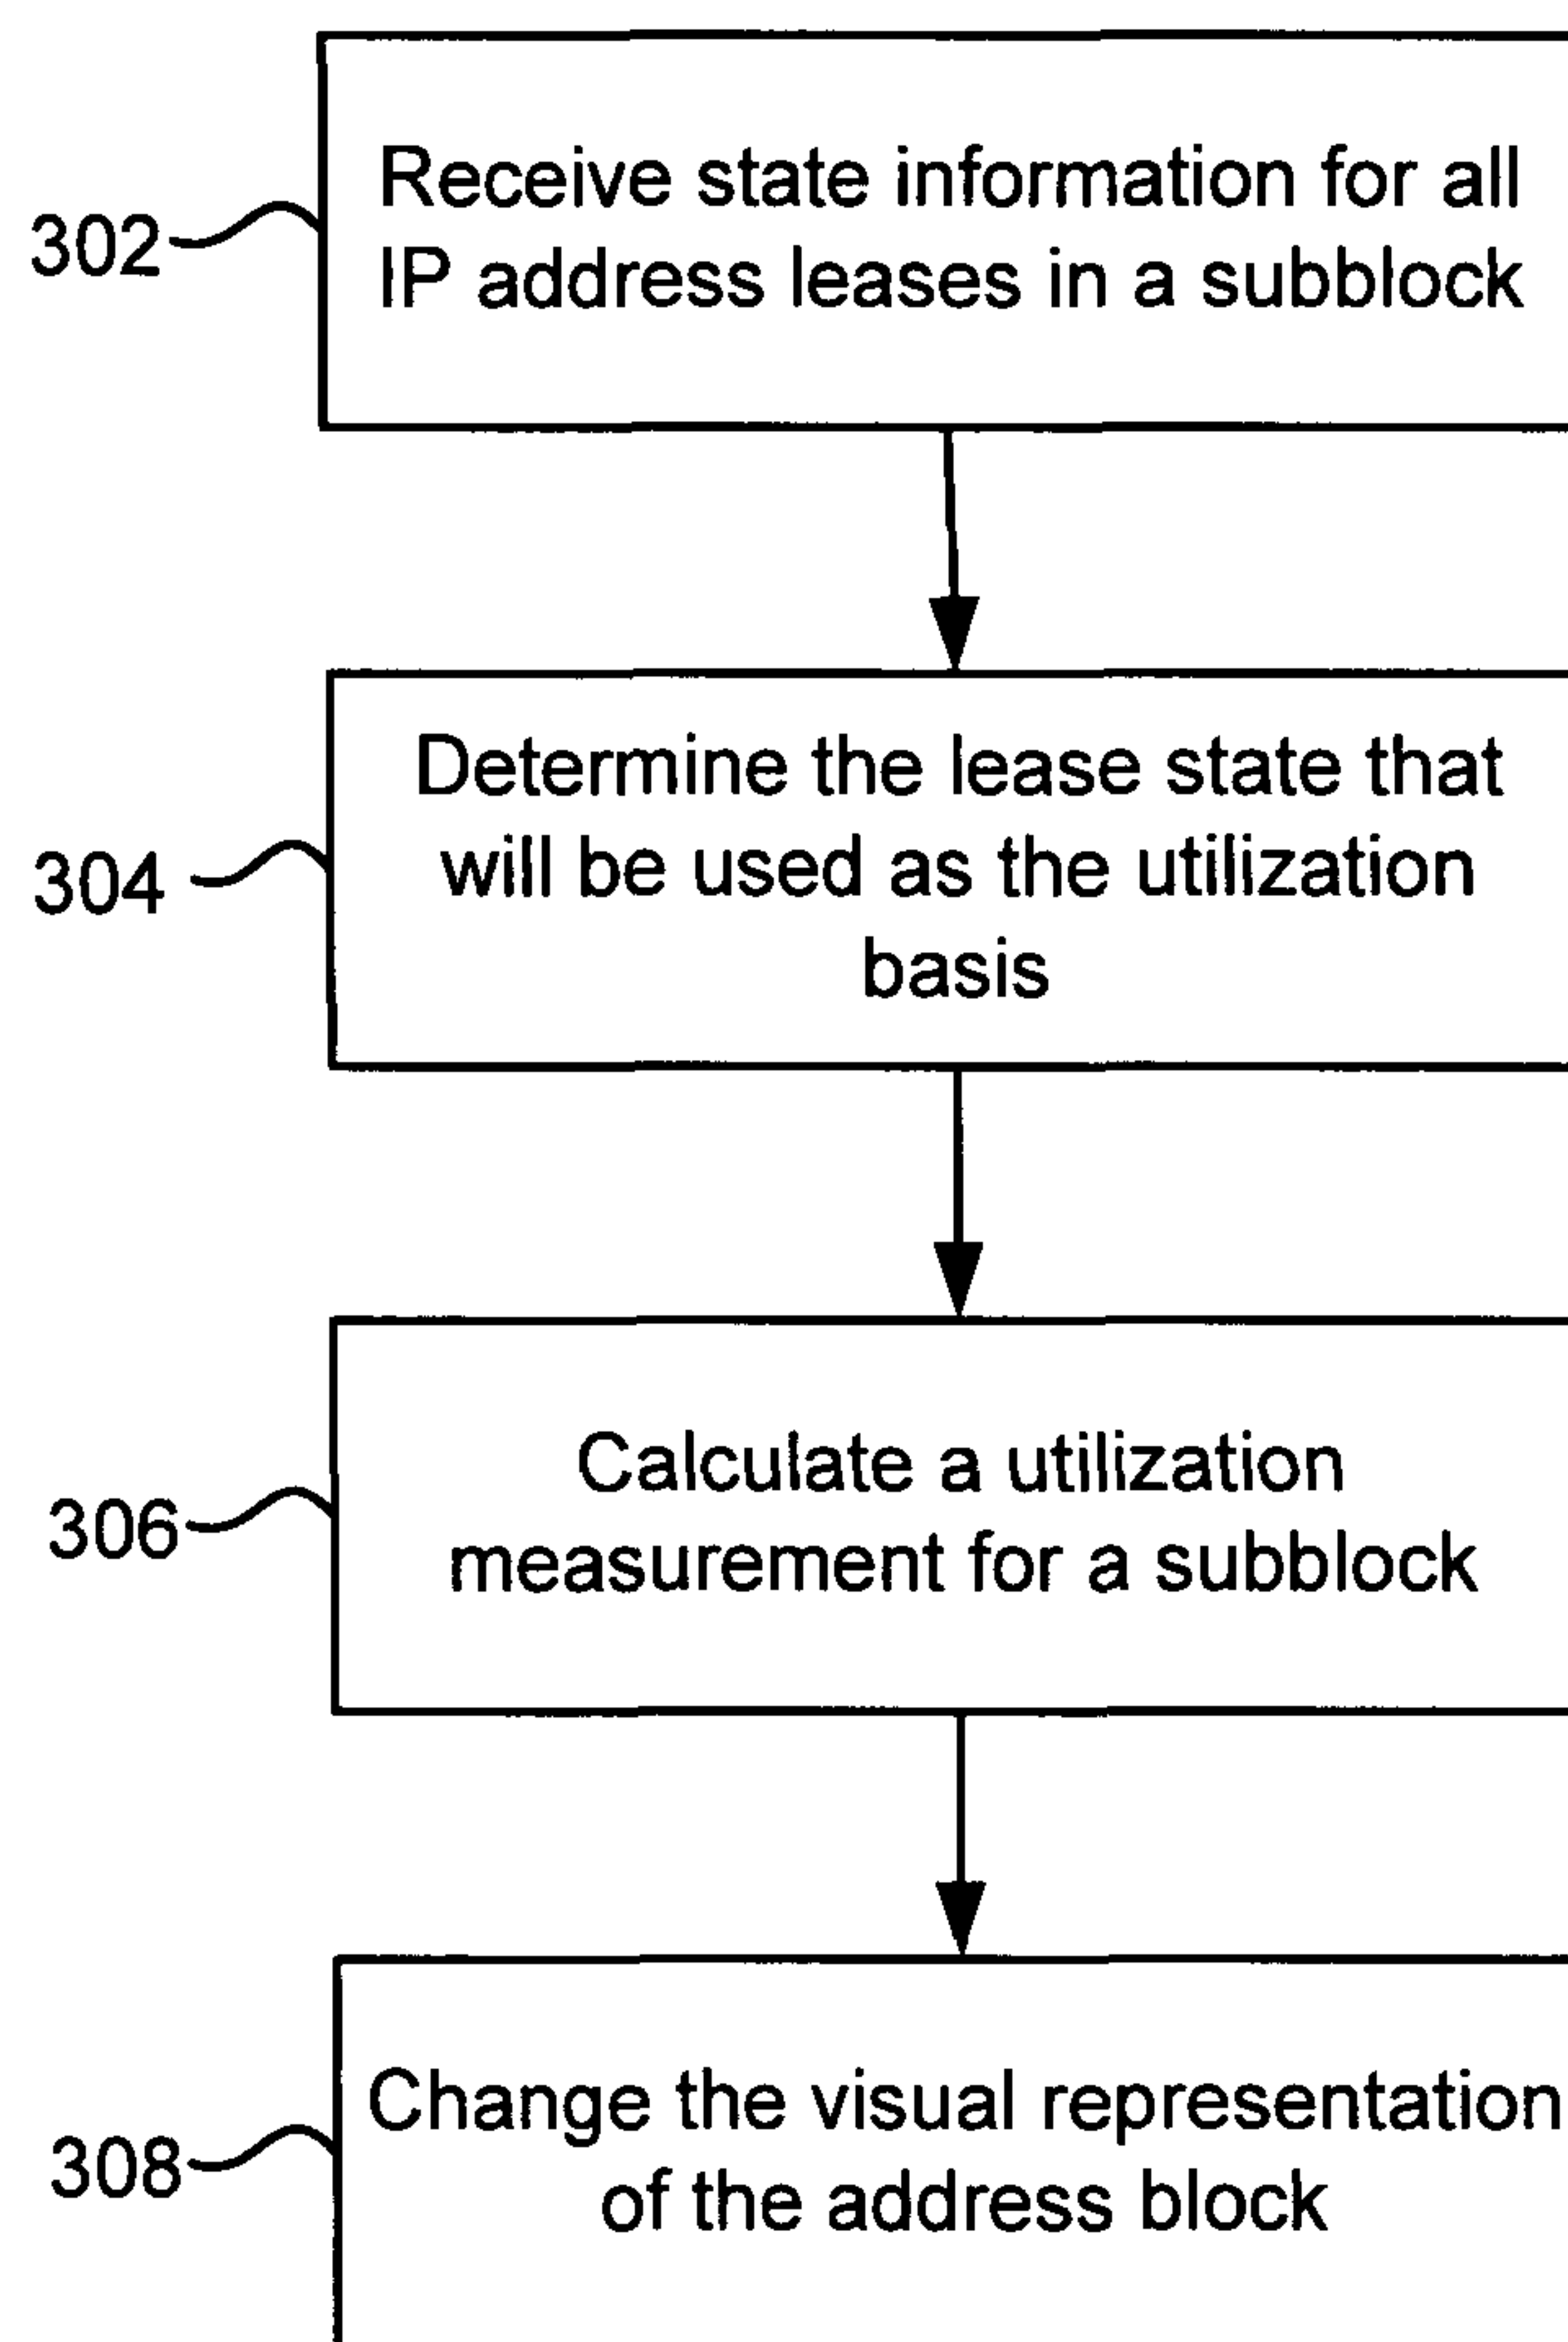 302
Receive state information for all
IP address leases in a subblock
304
Determine the lease state that
will be used as the utilization
basis
306
Calculate a utilization
measurement for a subblock
308
Change the visual representation
of the address block